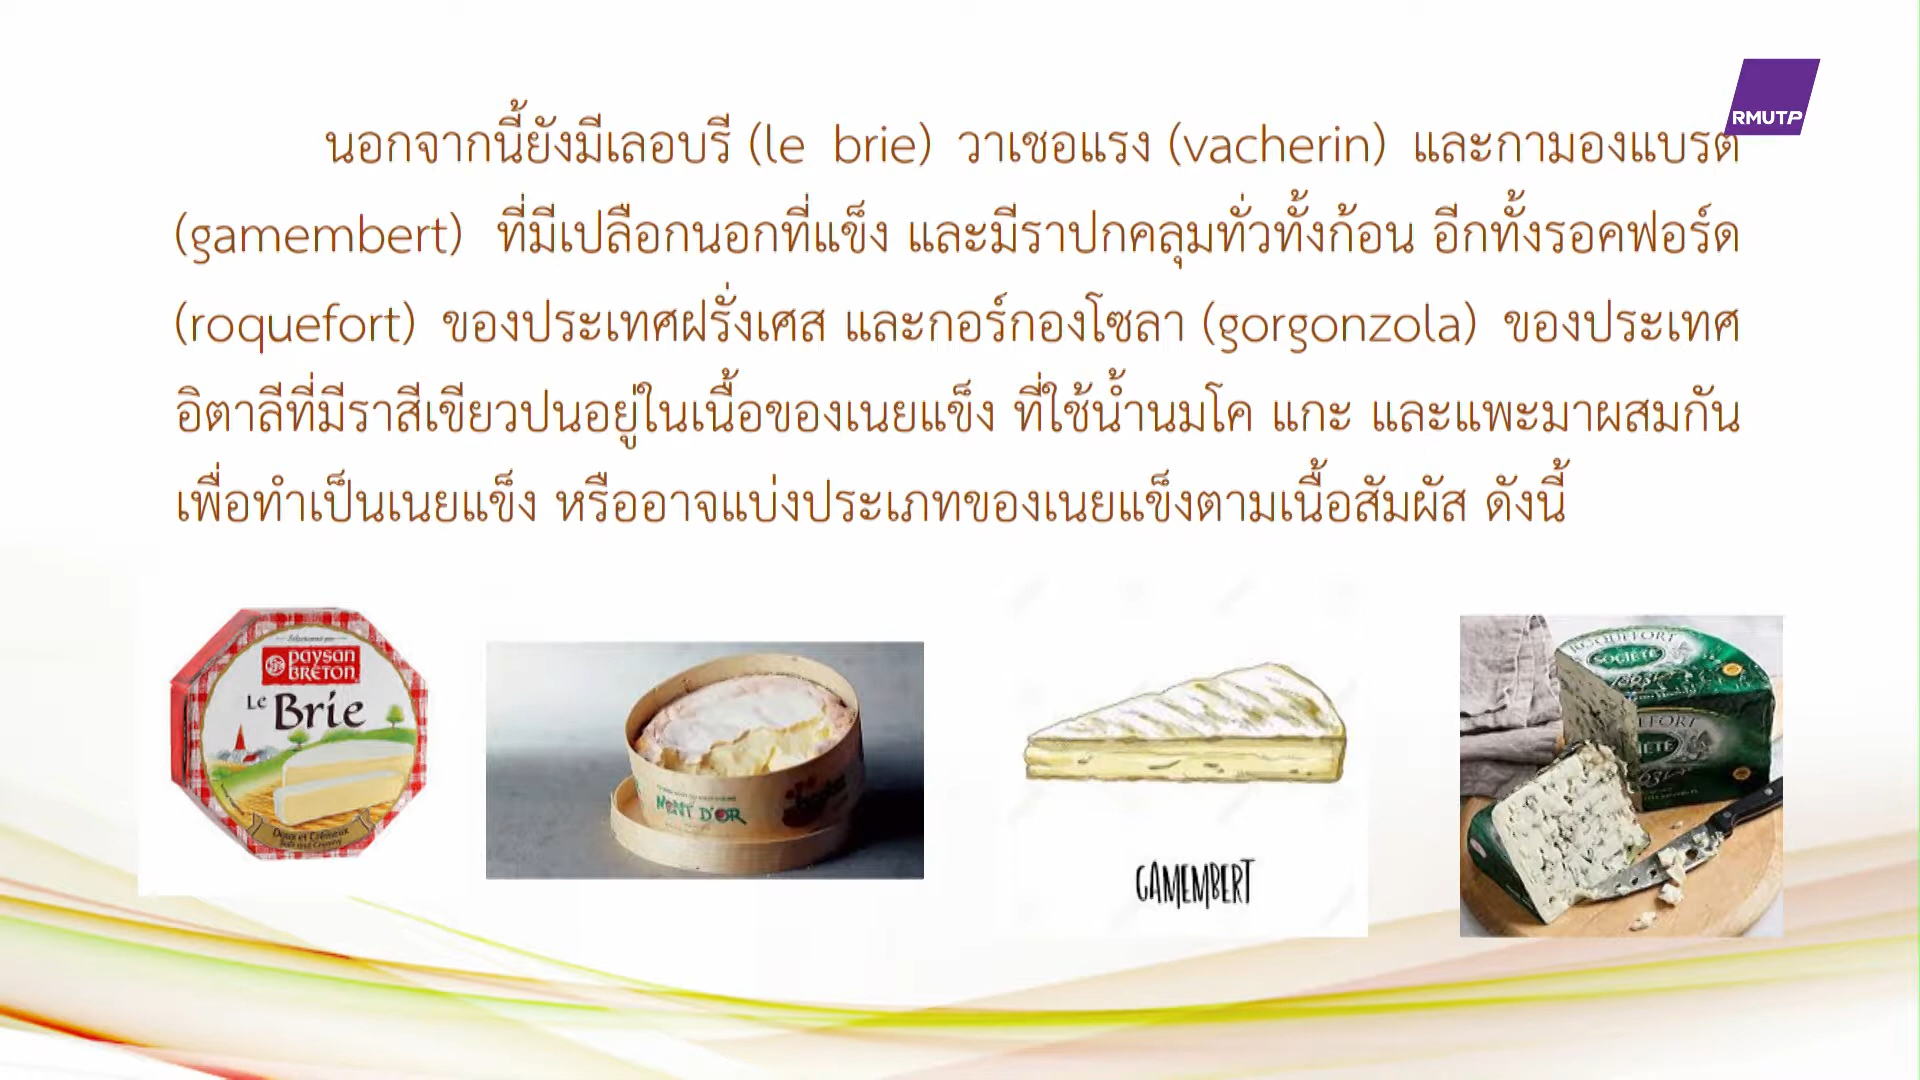 RMUTP
นอกจากนี้ยังมีเลอบรี (le brie) วาเชอแรง (vacherin) และกามองแบรต
(gamembert) ที่มีเปลือกนอกที่แข็ง และมีราปกคลุมทั่วทั้งก้อน อีกทั้งรอคฟอร์ด
(roquefort) ของประเทศฝรั่งเศส และกอร์กองโซลา (gorgonzola) ของประเทศ
อิตาลีที่มีราสีเขียวปนอยู่ในเนื้อของเนยแข็ง ที่ใช้น้ำนมโค แกะ และแพะมาผสมกัน
เพื่อทำเป็นเนยแข็ง หรืออาจแบ่งประเภทของเนยแข็งตามเนื้อสัมผัส ดังนี้
paysan
BRETON
Le Brie
Doux et Crémeux
Soft and Creamy
MONT D'OR
CAMEMBERT
ROQUEFORT
SOCIÉTÉ